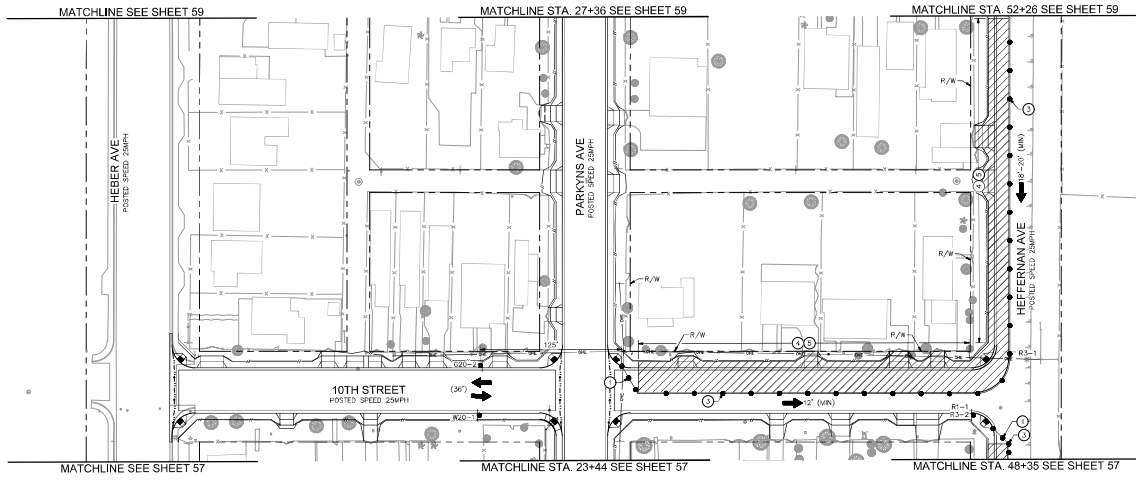 MATCHLINE SEE SHEET 59
MATCHLINE STA. 27+36 SEE SHEET 59
MATCHLINE STA. 52+26 SEE SHEET 59
HEBER AVE
POSTED SPEED 25MPH
PARKYNS AVE
POSTED SPEED 25MPH
R/W
3
18'-20' (MIN)
4 5
HEFFERNAN AVE
POSTED SPEED 25MPH
R/W
R/W
R/W
R/W
4 5
125'
G20-2
R3-1
10TH STREET
POSTED SPEED 25MPH
(36')
1
3
12' (MIN)
W20-1
R1-1
R3-2
1
3
MATCHLINE SEE SHEET 57
MATCHLINE STA. 23+44 SEE SHEET 57
MATCHLINE STA. 48+35 SEE SHEET 57